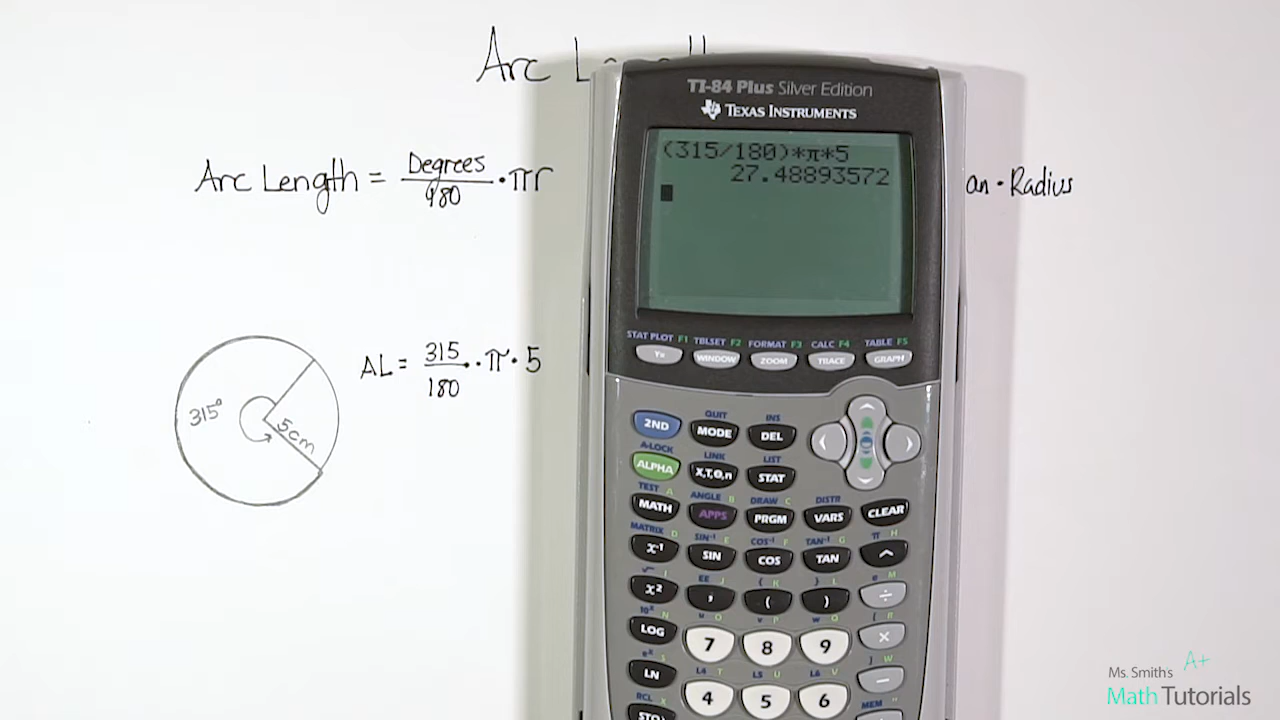 Arc L
TI-84 Plus Silver Edition
TEXAS INSTRUMENTS
(315/180)*π*5
27.48893572
Arc Length = Degrees/180 · πr
an · Radius
315°
5cm
AL = 315/180 · · π · 5
STAT PLOT F1 TBLSET F2 FORMAT F3 CALC F4 TABLE F5
Y= WINDOW ZOOM TRACE GRAPH
QUIT INS
2ND MODE DEL
A-LOCK LINK LIST
ALPHA X,T,Θ,n STAT
TEST A ANGLE B DRAW C DISTR
MATH APPS PRGM VARS CLEAR
MATRIX D SIN⁻¹ E COS⁻¹ F TAN⁻¹ G π H
x⁻¹ SIN COS TAN ^
√ I EE J { K } L e M
x² , ( ) ÷
10ˣ N u O v P w Q [ R
LOG 7 8 9 ×
eˣ S L4 T L5 U L6 V ] W
LN 4 5 6 −
RCL X MEM "
STO
Ms. Smith's A+
Math Tutorials